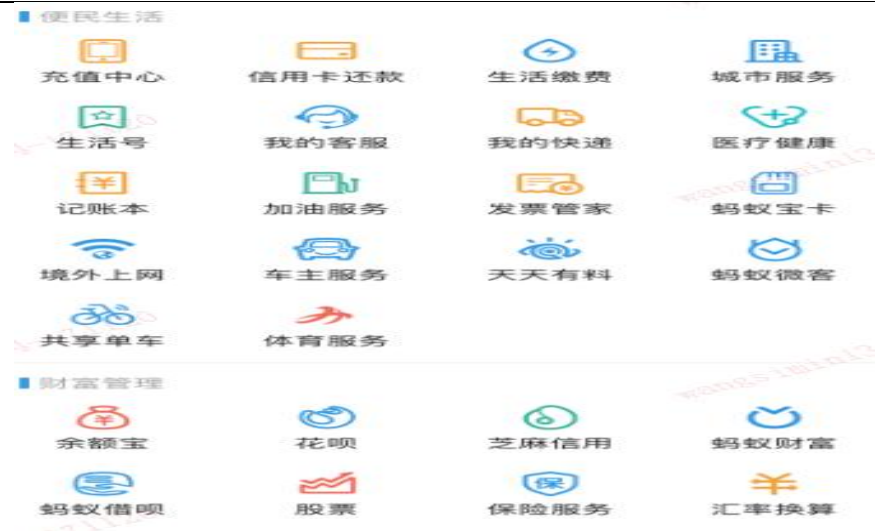 便民生活
充值中心 信用卡还款 生活缴费 城市服务
生活号 我的客服 我的快递 医疗健康
记账本 加油服务 发票管家 蚂蚁宝卡
境外上网 车主服务 天天有料 蚂蚁微客
共享单车 体育服务
财富管理
余额宝 花呗 芝麻信用 蚂蚁财富
保
蚂蚁借呗 股票 保险服务 汇率换算